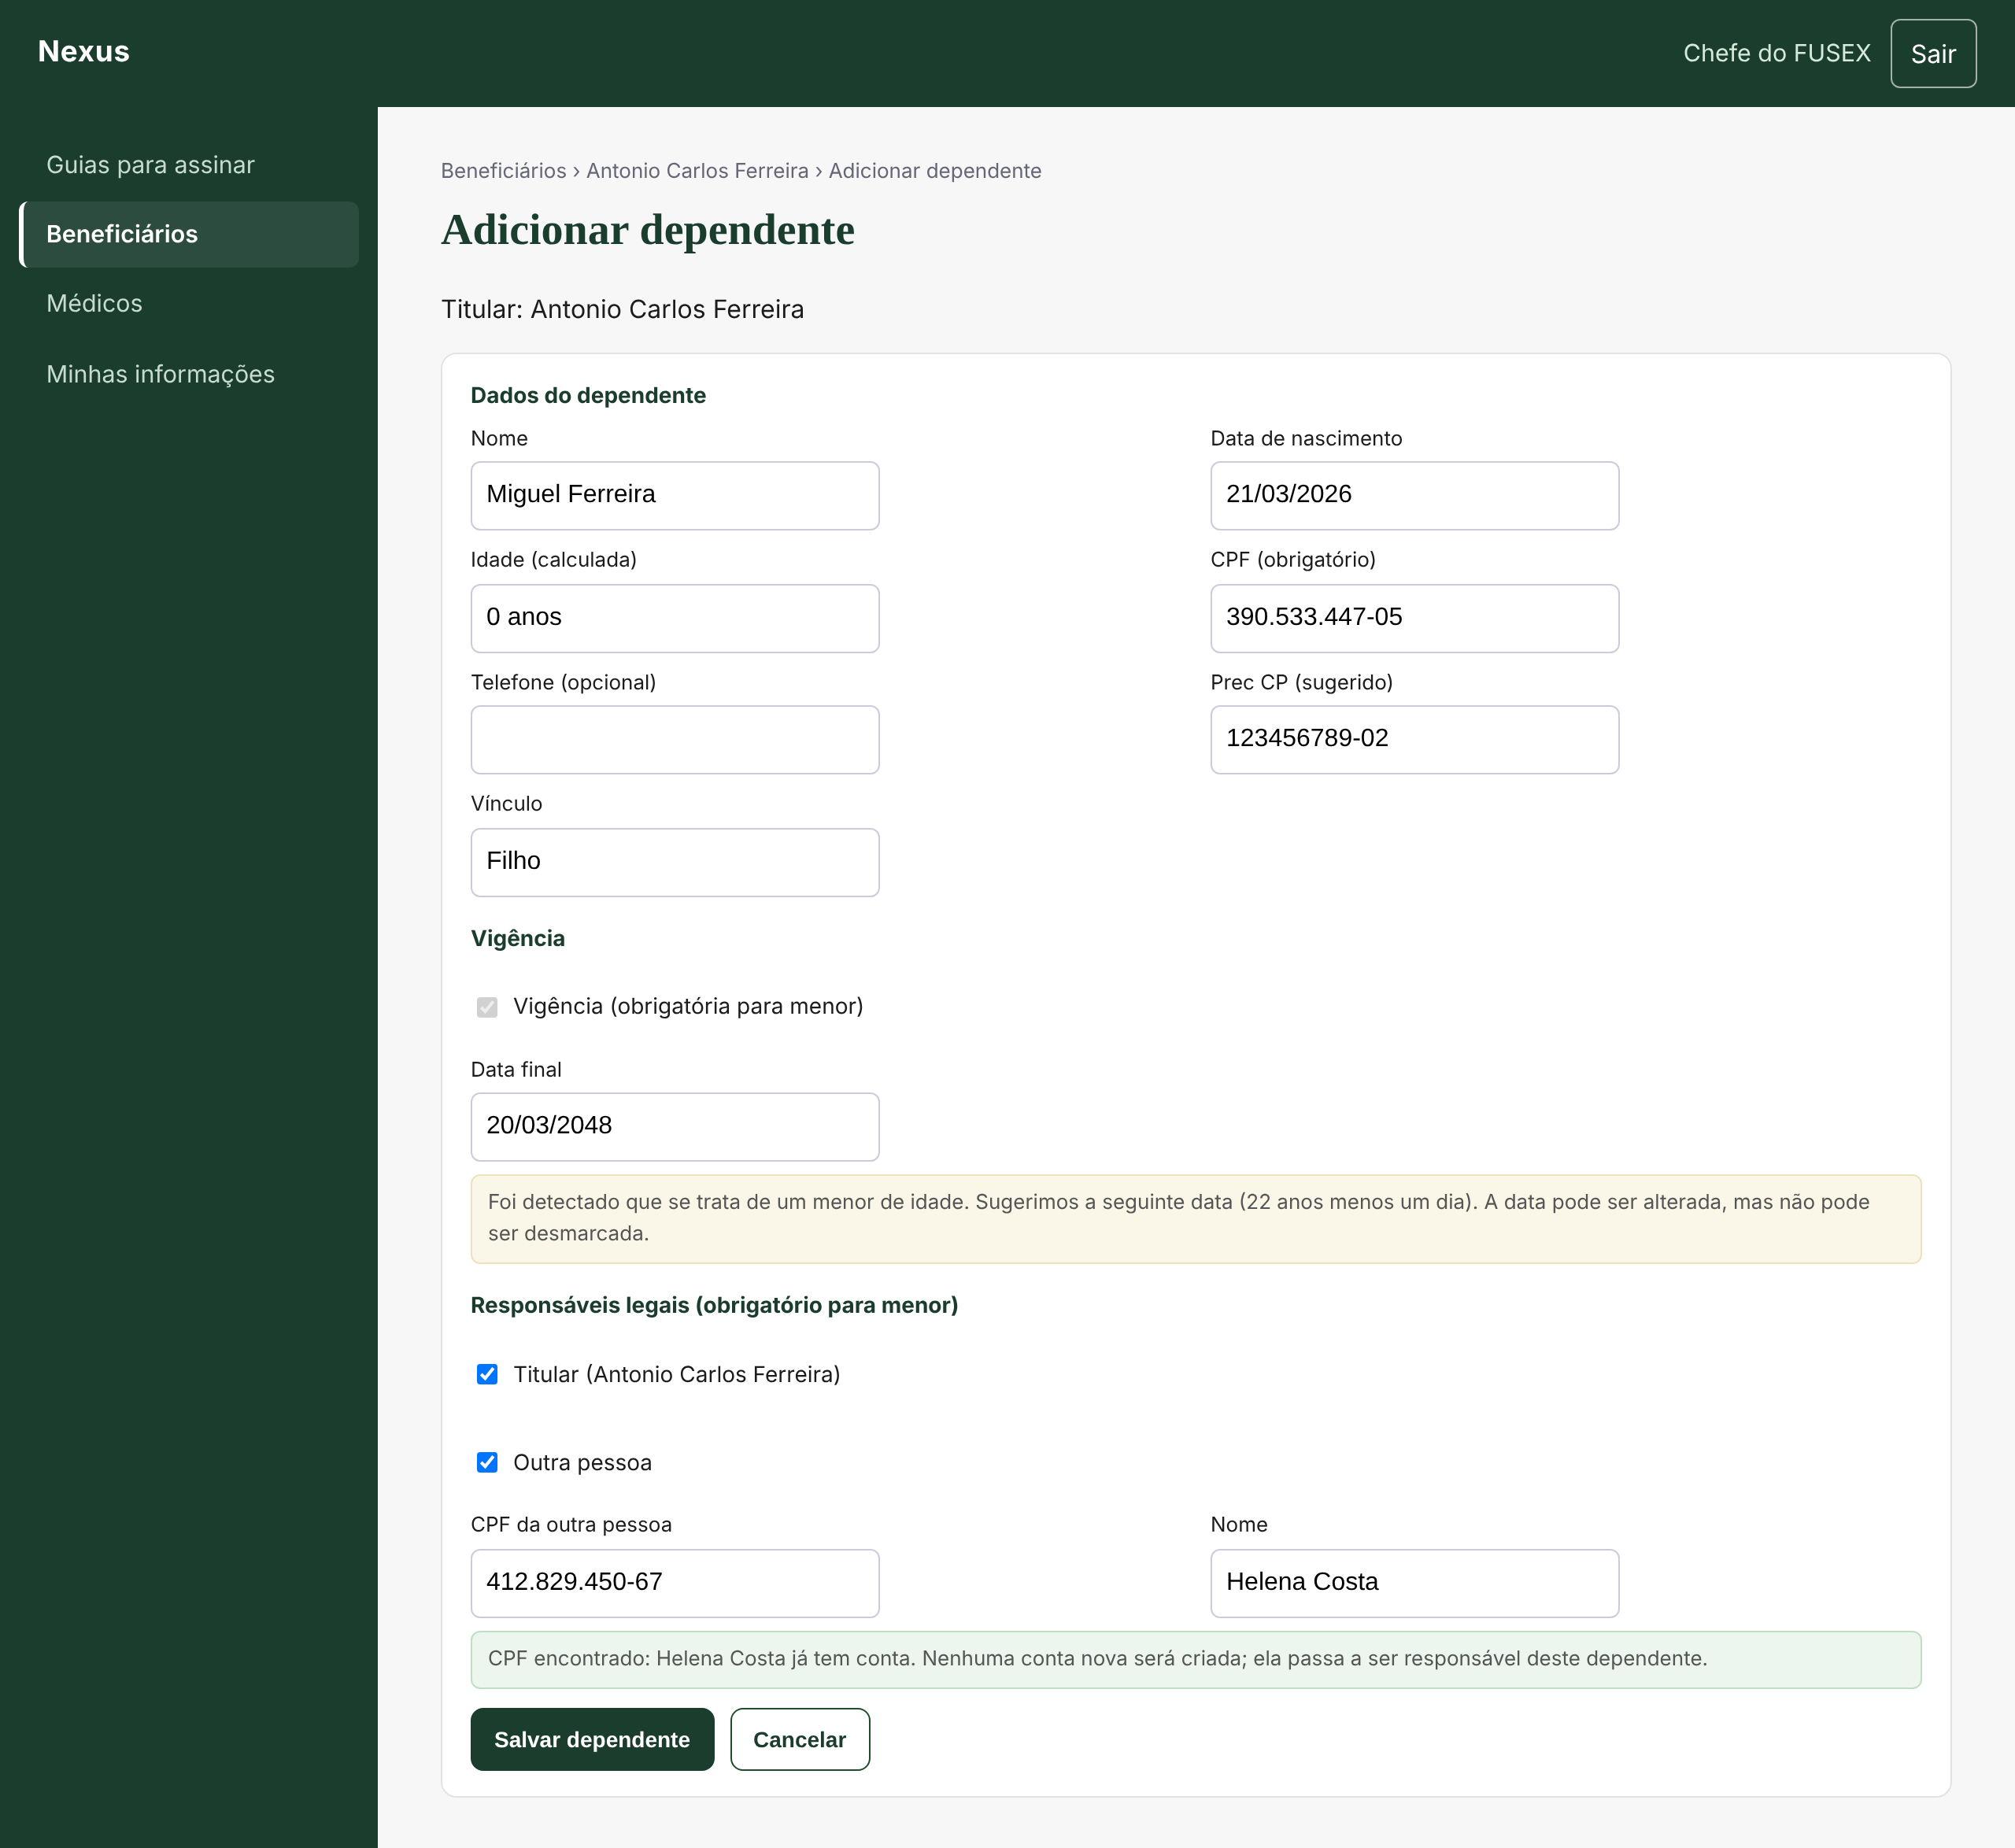 Nexus
Chefe do FUSEX
Sair
Guias para assinar
Beneficiários
Médicos
Minhas informações
Beneficiários › Antonio Carlos Ferreira › Adicionar dependente
Adicionar dependente
Titular: Antonio Carlos Ferreira
Dados do dependente
Nome
Miguel Ferreira
Data de nascimento
21/03/2026
Idade (calculada)
0 anos
CPF (obrigatório)
390.533.447-05
Telefone (opcional)
Prec CP (sugerido)
123456789-02
Vínculo
Filho
Vigência
Vigência (obrigatória para menor)
Data final
20/03/2048
Foi detectado que se trata de um menor de idade. Sugerimos a seguinte data (22 anos menos um dia). A data pode ser alterada, mas não pode
ser desmarcada.
Responsáveis legais (obrigatório para menor)
Titular (Antonio Carlos Ferreira)
Outra pessoa
CPF da outra pessoa
412.829.450-67
Nome
Helena Costa
CPF encontrado: Helena Costa já tem conta. Nenhuma conta nova será criada; ela passa a ser responsável deste dependente.
Salvar dependente
Cancelar